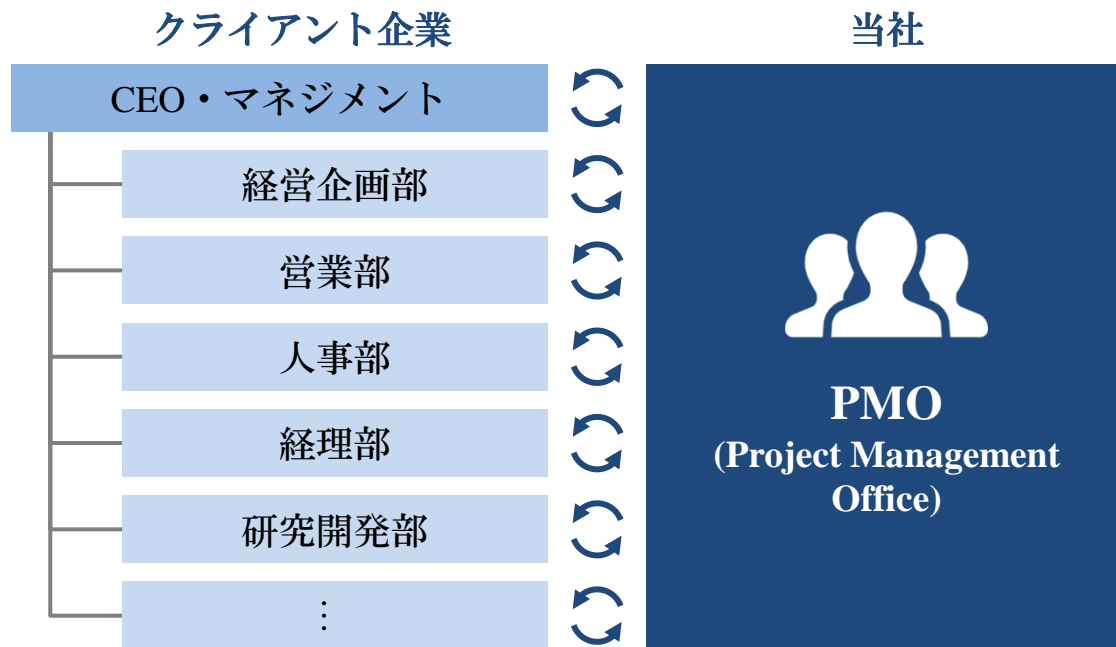 クライアント企業
当社
CEO・マネジメント
経営企画部
営業部
人事部
経理部
研究開発部
⋮
PMO
(Project Management
Office)